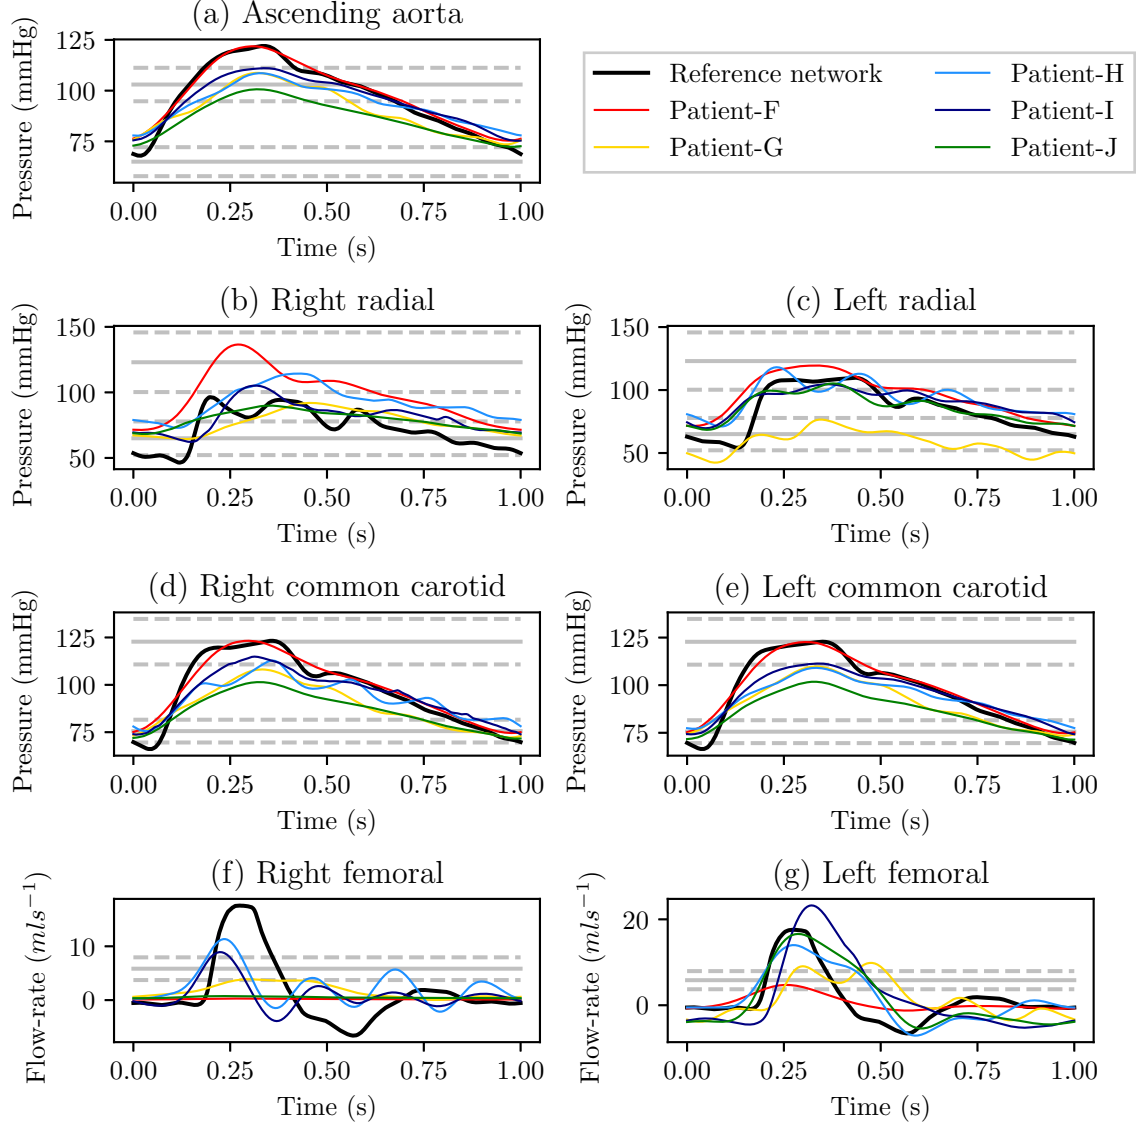 (a) Ascending aorta
Pressure (mmHg)
125
100
75
0.00 0.25 0.50 0.75 1.00
Time (s)
Reference network
Patient-F
Patient-G
Patient-H
Patient-I
Patient-J
(b) Right radial
Pressure (mmHg)
150
100
50
0.00 0.25 0.50 0.75 1.00
Time (s)
(c) Left radial
Pressure (mmHg)
150
100
50
0.00 0.25 0.50 0.75 1.00
Time (s)
(d) Right common carotid
Pressure (mmHg)
125
100
75
0.00 0.25 0.50 0.75 1.00
Time (s)
(e) Left common carotid
Pressure (mmHg)
125
100
75
0.00 0.25 0.50 0.75 1.00
Time (s)
(f) Right femoral
Flow-rate (mls⁻¹)
10
0
0.00 0.25 0.50 0.75 1.00
Time (s)
(g) Left femoral
Flow-rate (mls⁻¹)
20
0
0.00 0.25 0.50 0.75 1.00
Time (s)